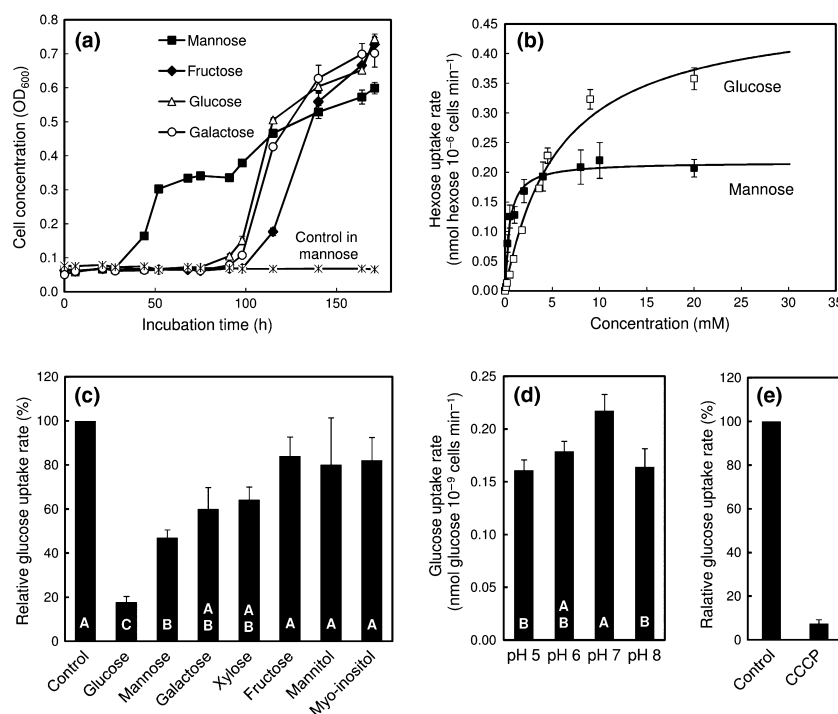 (a)
Mannose
Fructose
Glucose
Galactose
Control in
mannose
Cell concentration (OD600)
0.8
0.7
0.6
0.5
0.4
0.3
0.2
0.1
0.0
0
50
100
150
Incubation time (h)
(b)
Glucose
Mannose
Hexose uptake rate
(nmol hexose 10−6 cells min−1)
0.45
0.40
0.35
0.30
0.25
0.20
0.15
0.10
0.05
0.00
0
5
10
15
20
25
30
35
Concentration (mM)
(c)
Relative glucose uptake rate (%)
120
100
80
60
40
20
0
A
C
B
A
B
A
B
A
A
A
Control
Glucose
Mannose
Galactose
Xylose
Fructose
Mannitol
Myo-inositol
(d)
Glucose uptake rate
(nmol glucose 10−9 cells min−1)
0.25
0.20
0.15
0.10
0.05
0.00
B
A
B
A
B
pH 5
pH 6
pH 7
pH 8
(e)
Ralative glucose uptake rate (%)
120
100
80
60
40
20
0
Control
CCCP